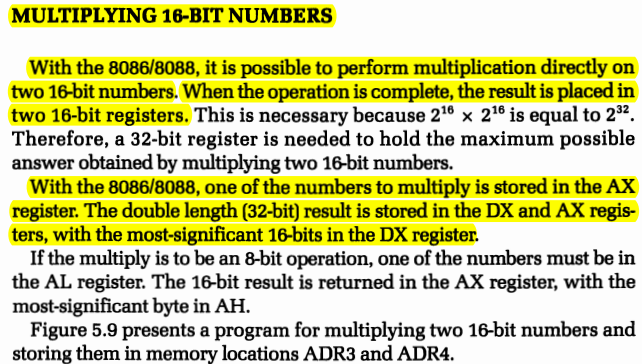 MULTIPLYING 16-BIT NUMBERS
With the 8086/8088, it is possible to perform multiplication directly on
two 16-bit numbers. When the operation is complete, the result is placed in
two 16-bit registers. This is necessary because 2¹⁶ × 2¹⁶ is equal to 2³².
Therefore, a 32-bit register is needed to hold the maximum possible
answer obtained by multiplying two 16-bit numbers.
With the 8086/8088, one of the numbers to multiply is stored in the AX
register. The double length (32-bit) result is stored in the DX and AX regis-
ters, with the most-significant 16-bits in the DX register.
If the multiply is to be an 8-bit operation, one of the numbers must be in
the AL register. The 16-bit result is returned in the AX register, with the
most-significant byte in AH.
Figure 5.9 presents a program for multiplying two 16-bit numbers and
storing them in memory locations ADR3 and ADR4.